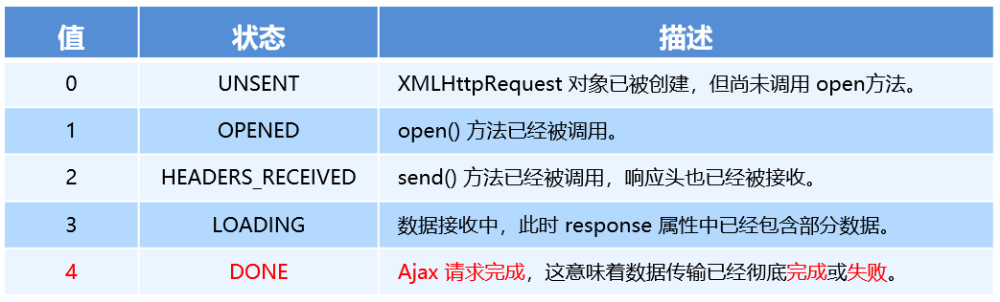 值 状态 描述
0 UNSENT XMLHttpRequest 对象已被创建，但尚未调用 open方法。
1 OPENED open() 方法已经被调用。
2 HEADERS_RECEIVED send() 方法已经被调用，响应头也已经被接收。
3 LOADING 数据接收中，此时 response 属性中已经包含部分数据。
4 DONE Ajax 请求完成，这意味着数据传输已经彻底完成或失败。